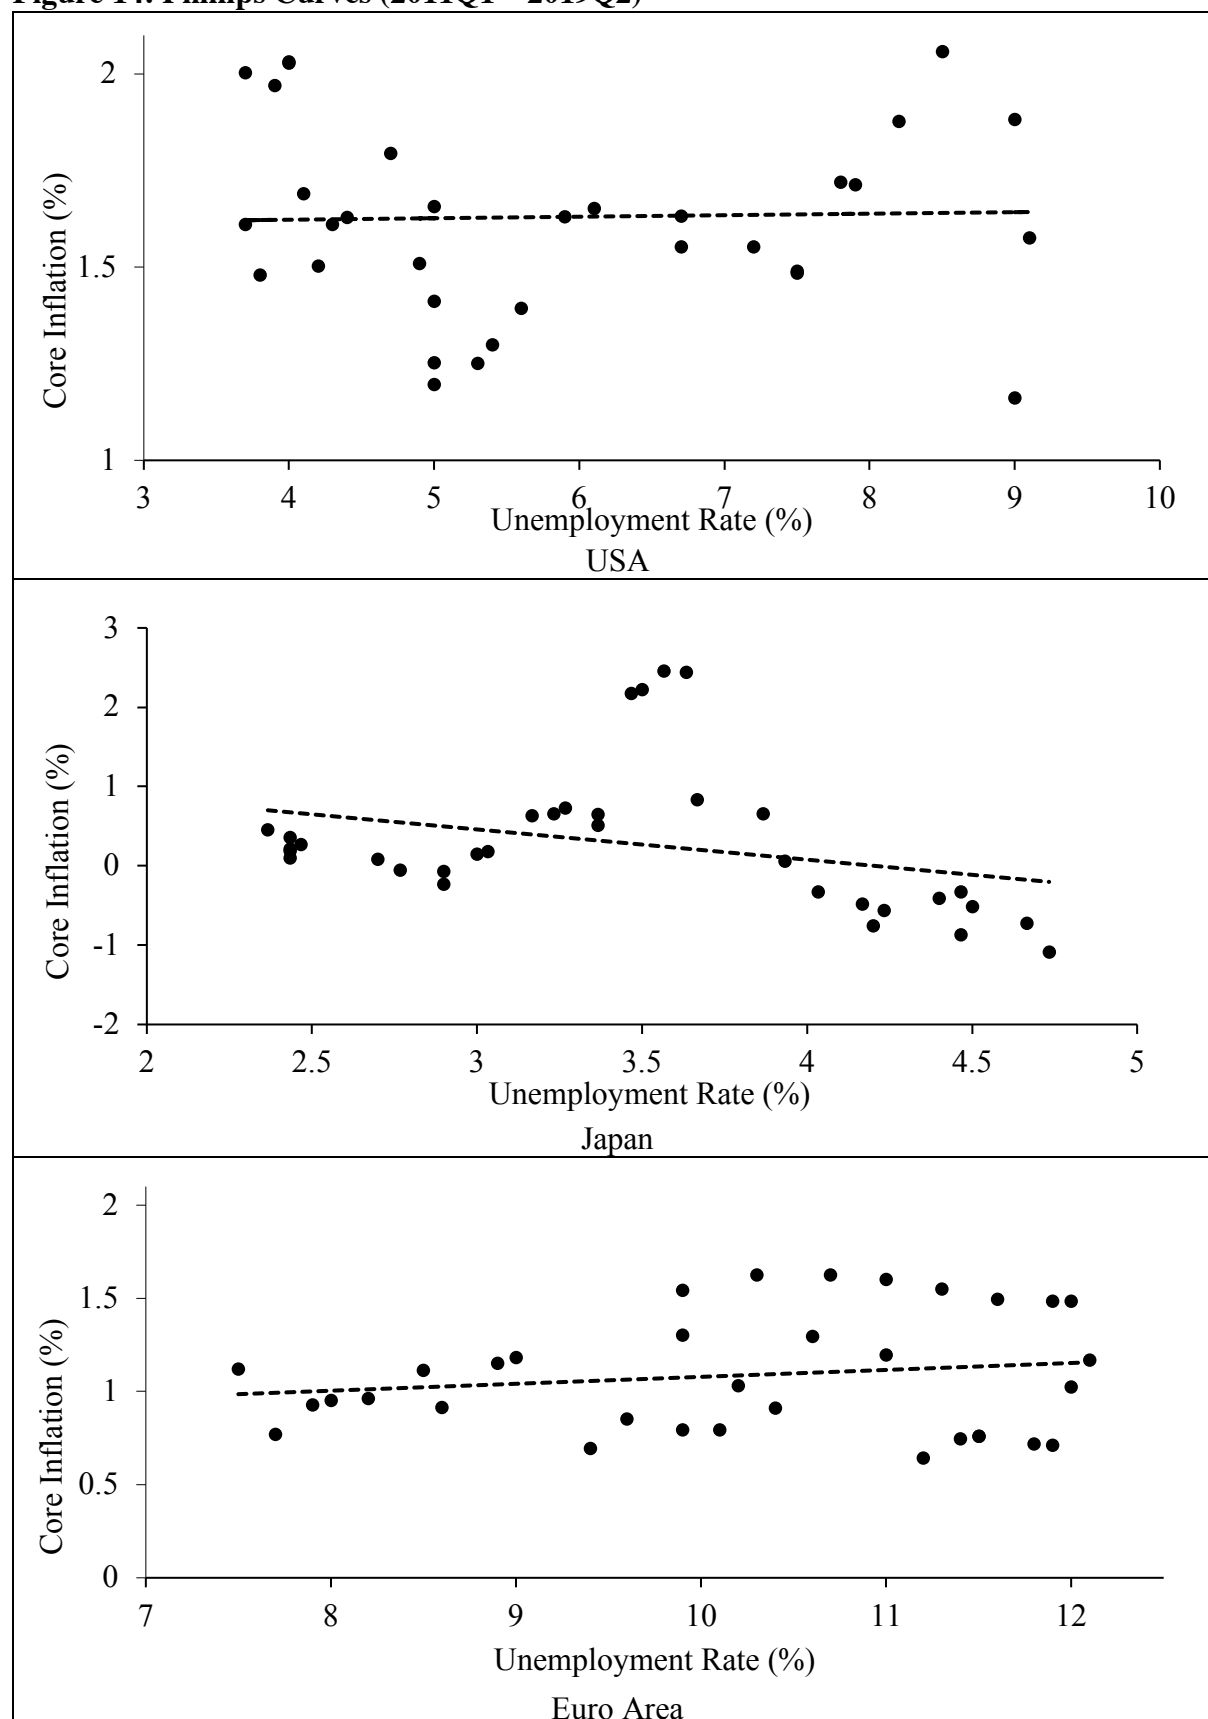 Figure 14: Phillips Curves (2011Q1 – 2019Q2)
2
1.5
1
Core Inflation (%)
3 4 5 6 7 8 9 10
Unemployment Rate (%)
USA
3
2
1
0
-1
-2
Core Inflation (%)
2 2.5 3 3.5 4 4.5 5
Unemployment Rate (%)
Japan
2
1.5
1
0.5
0
Core Inflation (%)
7 8 9 10 11 12
Unemployment Rate (%)
Euro Area